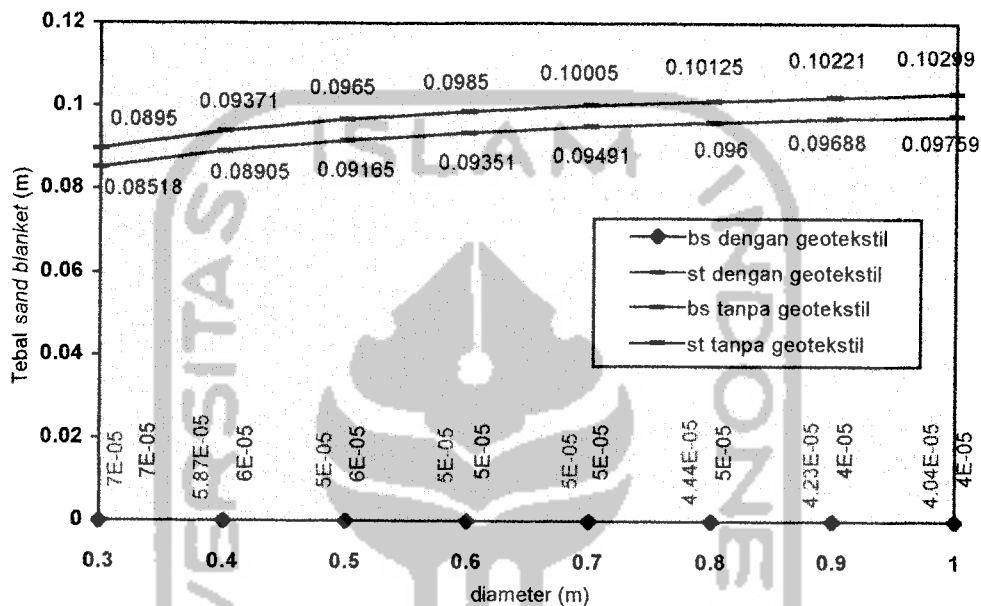 0.12
0.1
0.08
0.06
0.04
0.02
0
Tebal sand blanket (m)
0.0895
0.09371
0.0965
0.0985
0.10005
0.10125
0.10221
0.10299
0.08518
0.08905
0.09165
0.09351
0.09491
0.096
0.09688
0.09759
ISLAM
UNIVERSITAS
INDONE
bs dengan geotekstil
st dengan geotekstil
bs tanpa geotekstil
st tanpa geotekstil
7E-05
7E-05
5.87E-05
6E-05
5E-05
6E-05
5E-05
5E-05
5E-05
5E-05
4.44E-05
5E-05
4.23E-05
4E-05
4.04E-05
4E-05
0.3
0.4
0.5
0.6
0.7
0.8
0.9
1
diameter (m)